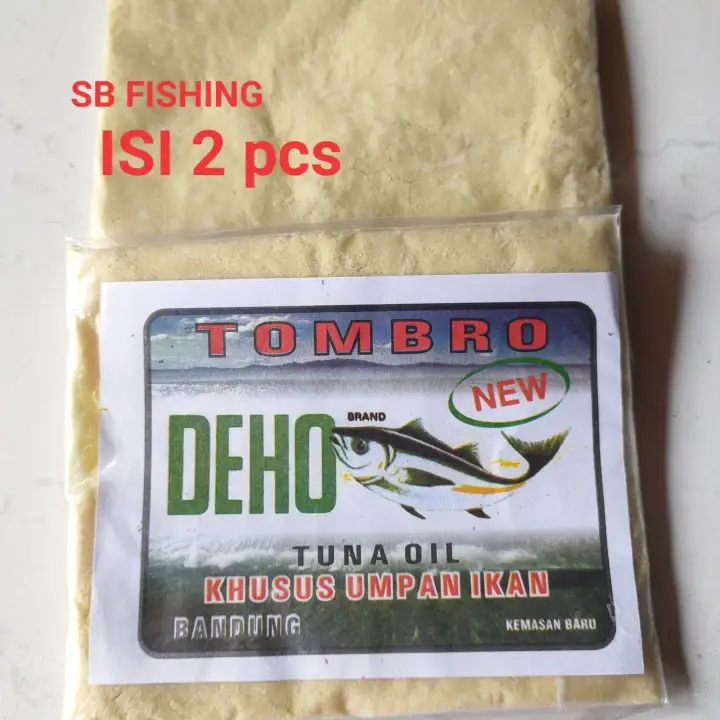 SB FISHING
ISI 2 pcs
TOMBRO
NEW
DEHO
BRAND
TUNA OIL
KHUSUS UMPAN IKAN
BANDUNG
KEMASAN BARU